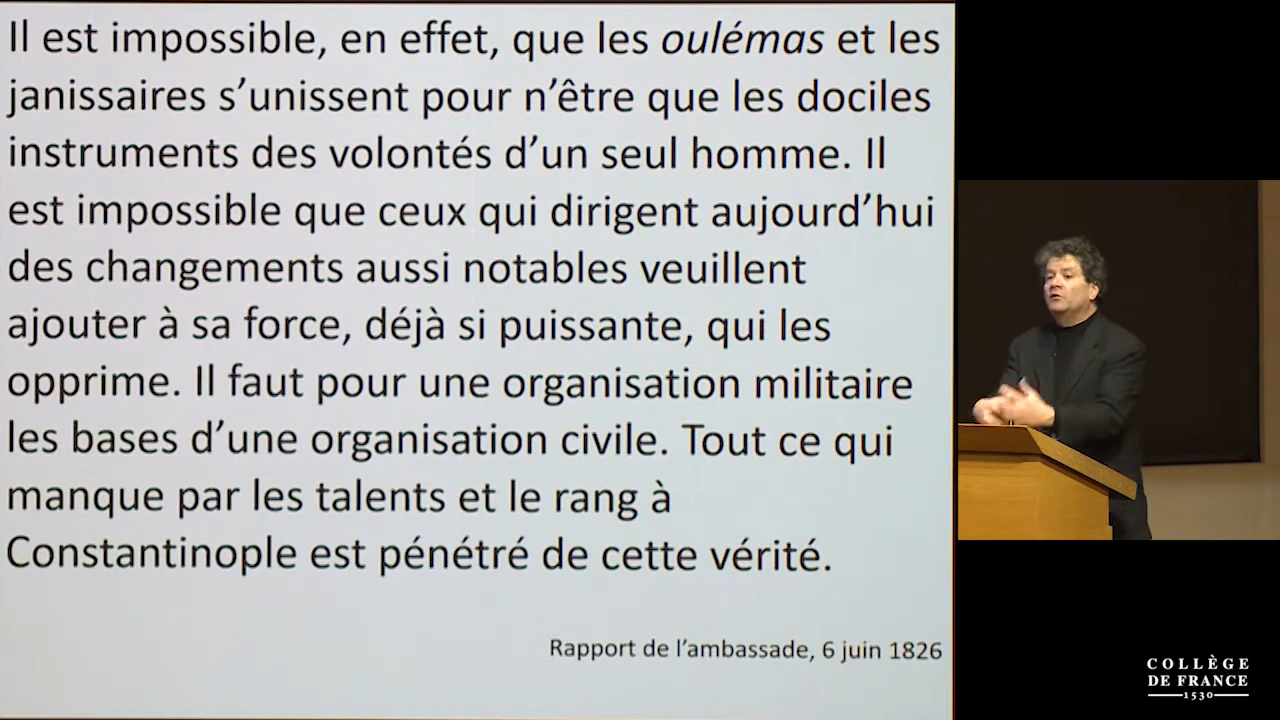 Il est impossible, en effet, que les oulémas et les
janissaires s’unissent pour n’être que les dociles
instruments des volontés d’un seul homme. Il
est impossible que ceux qui dirigent aujourd’hui
des changements aussi notables veuillent
ajouter à sa force, déjà si puissante, qui les
opprime. Il faut pour une organisation militaire
les bases d’une organisation civile. Tout ce qui
manque par les talents et le rang à
Constantinople est pénétré de cette vérité.
Rapport de l’ambassade, 6 juin 1826
COLLÈGE
DE FRANCE
1530